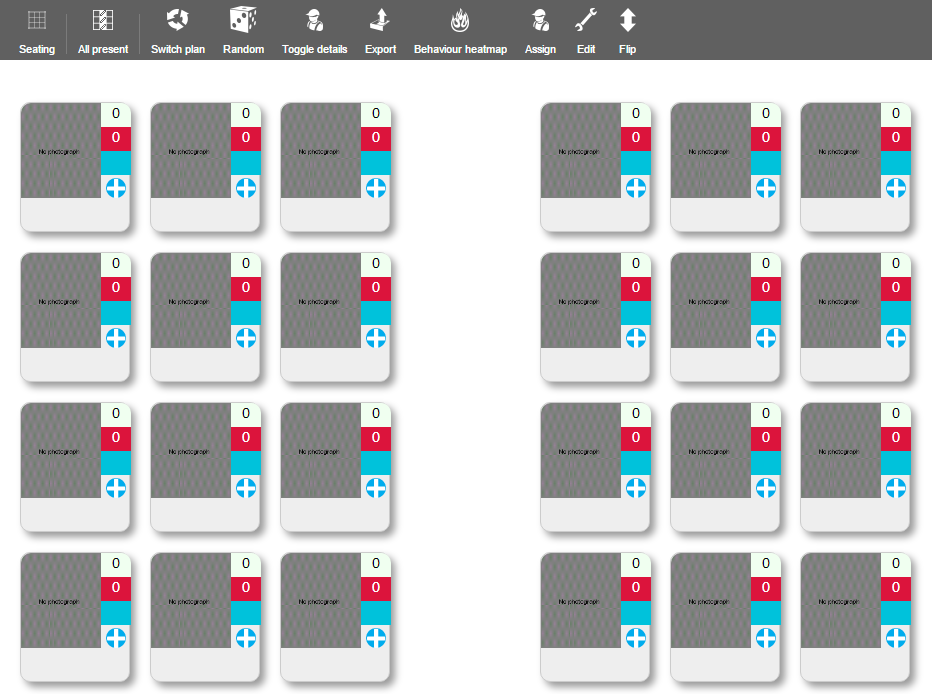 Seating All present Switch plan Random Toggle details Export Behaviour heatmap Assign Edit Flip
0 0 0 0 0 0
No photograph 0 No photograph 0 No photograph 0 No photograph 0 No photograph 0 No photograph 0
0 0 0 0 0 0
No photograph 0 No photograph 0 No photograph 0 No photograph 0 No photograph 0 No photograph 0
0 0 0 0 0 0
No photograph 0 No photograph 0 No photograph 0 No photograph 0 No photograph 0 No photograph 0
0 0 0 0 0 0
No photograph 0 No photograph 0 No photograph 0 No photograph 0 No photograph 0 No photograph 0